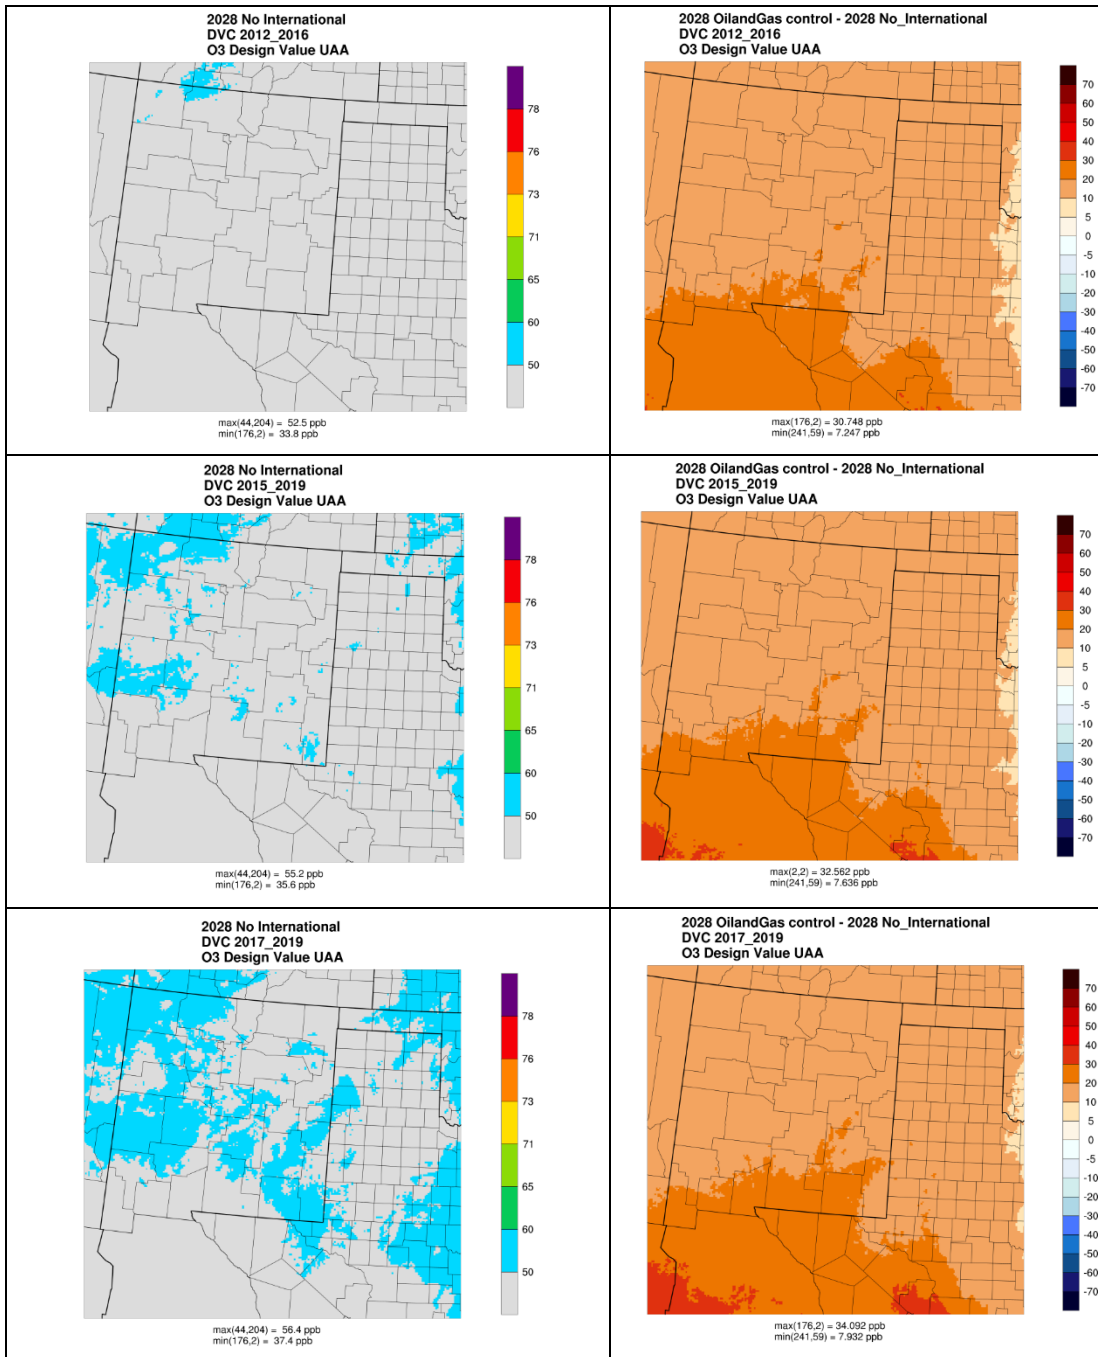 2028 No International
DVC 2012_2016
O3 Design Value UAA
78
76
73
71
65
60
50
max(44,204) = 52.5 ppb
min(176,2) = 33.8 ppb
2028 OilandGas control - 2028 No_International
DVC 2012_2016
O3 Design Value UAA
70
60
50
40
30
20
10
5
0
-5
-10
-20
-30
-40
-50
-60
-70
max(176,2) = 30.748 ppb
min(241,59) = 7.247 ppb
2028 No International
DVC 2015_2019
O3 Design Value UAA
78
76
73
71
65
60
50
max(44,204) = 55.2 ppb
min(176,2) = 35.6 ppb
2028 OilandGas control - 2028 No_International
DVC 2015_2019
O3 Design Value UAA
70
60
50
40
30
20
10
5
0
-5
-10
-20
-30
-40
-50
-60
-70
max(2,2) = 32.562 ppb
min(241,59) = 7.636 ppb
2028 No International
DVC 2017_2019
O3 Design Value UAA
78
76
73
71
65
60
50
max(44,204) = 56.4 ppb
min(176,2) = 37.4 ppb
2028 OilandGas control - 2028 No_International
DVC 2017_2019
O3 Design Value UAA
70
60
50
40
30
20
10
5
0
-5
-10
-20
-30
-40
-50
-60
-70
max(176,2) = 34.092 ppb
min(241,59) = 7.932 ppb